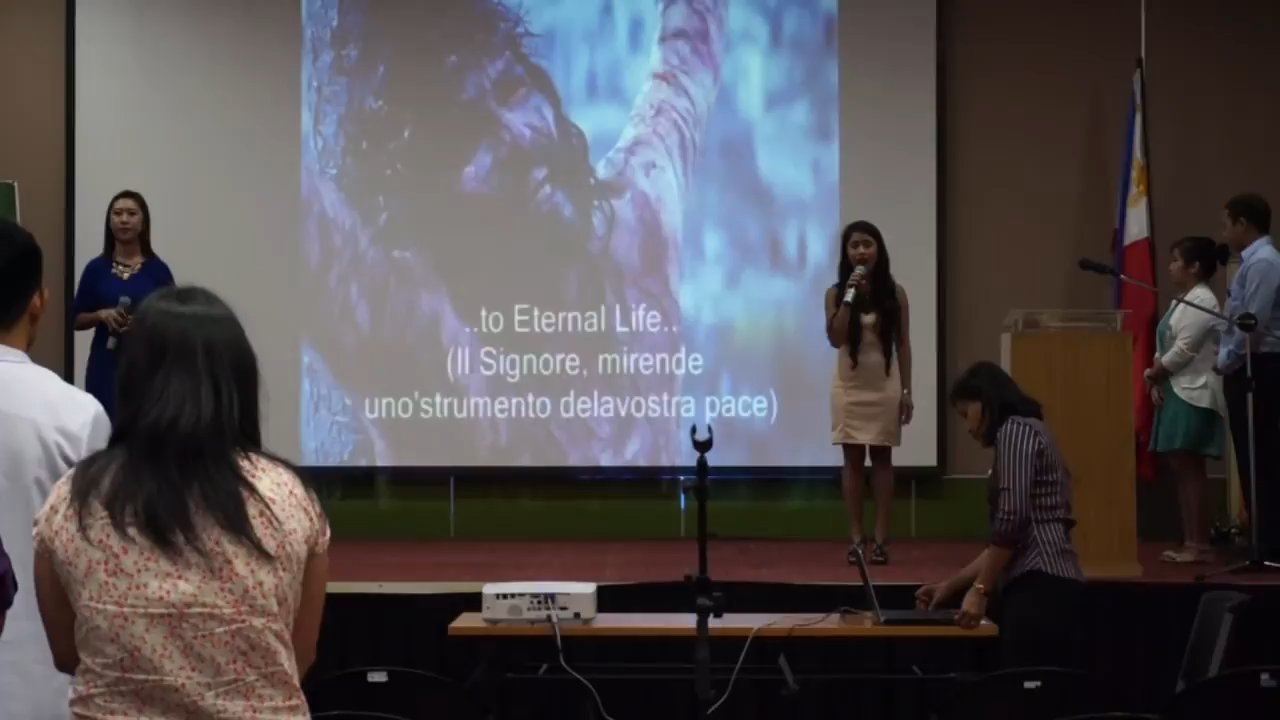 ..to Eternal Life..
(Il Signore, mirende
uno'strumento delavostra pace)